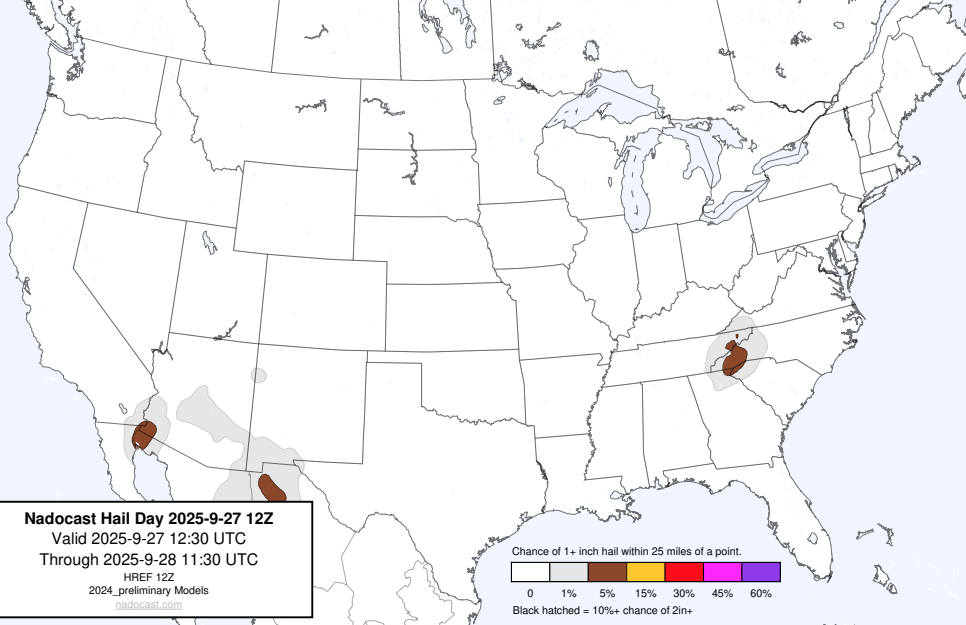 Nadocast Hail Day 2025-9-27 12Z
Valid 2025-9-27 12:30 UTC
Through 2025-9-28 11:30 UTC
HREF 12Z
2024_preliminary Models
nadocast.com
Chance of 1+ inch hail within 25 miles of a point.
0 1% 5% 15% 30% 45% 60%
Black hatched = 10%+ chance of 2in+